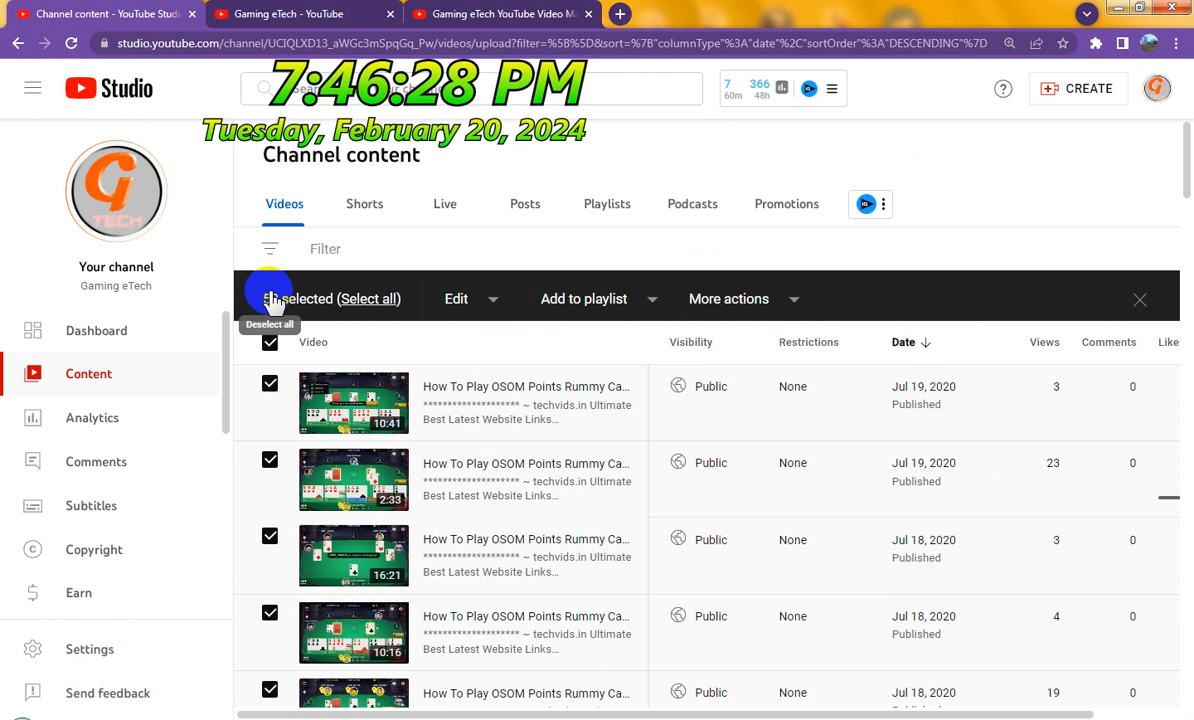 Channel content - YouTube Studi
Gaming eTech - YouTube
Gaming eTech YouTube Video Ma
studio.youtube.com/channel/UCIQLXD13_aWGc3mSpqGq_Pw/videos/upload?filter=%5B%5D&sort=%7B"columnType"%3A"date"%2C"sortOrder"%3A"DESCENDING"%7D
Studio
7:46:28 PM
7
60m
366
48h
CREATE
Tuesday, February 20, 2024
Channel content
G
TECH
Your channel
Gaming eTech
Videos
Shorts
Live
Posts
Playlists
Podcasts
Promotions
Filter
selected (Select all)
Edit
Add to playlist
More actions
Deselect all
Dashboard
Content
Analytics
Comments
Subtitles
Copyright
Earn
Settings
Send feedback
Video
Visibility
Restrictions
Date
Views
Comments
Like
How To Play OSOM Points Rummy Ca...
******************** ~ techvids.in Ultimate
Best Latest Website Links...
10:41
Public
None
Jul 19, 2020
Published
3
0
How To Play OSOM Points Rummy Ca...
******************** ~ techvids.in Ultimate
Best Latest Website Links...
2:33
Public
None
Jul 19, 2020
Published
23
0
How To Play OSOM Points Rummy Ca...
******************** ~ techvids.in Ultimate
Best Latest Website Links...
16:21
Public
None
Jul 18, 2020
Published
3
0
How To Play OSOM Points Rummy Ca...
******************** ~ techvids.in Ultimate
Best Latest Website Links...
10:16
Public
None
Jul 18, 2020
Published
4
0
How To Play OSOM Points Rummy Ca...
******************** ~ techvids.in Ultimate
Public
None
Jul 18, 2020
19
0